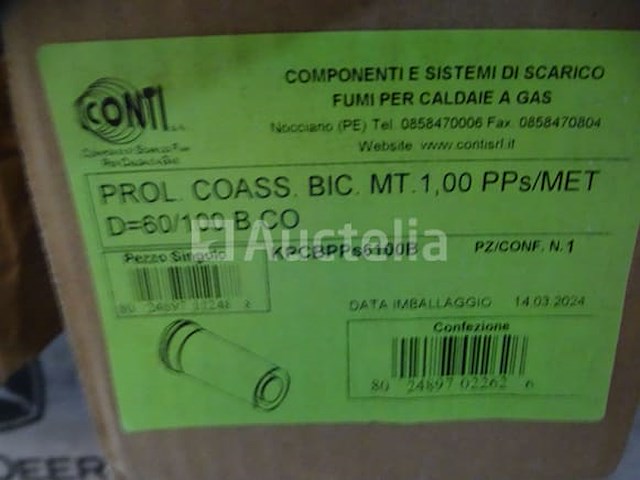 CONTI
COMPONENTI E SISTEMI DI SCARICO
FUMI PER CALDAIE A GAS
Nocciano (PE) Tel. 0858470006 Fax. 0858470804
Website www.contisrl.it
PROL. COASS. BIC. MT.1,00 PPs/MET
D=60/100 B.CO
Auctelia
Pezzo Singolo
KPCBPPs6100B
PZ/CONF. N.1
DATA IMBALLAGGIO 14.03.2024
Confezione
80 24897 02262 6
DEER